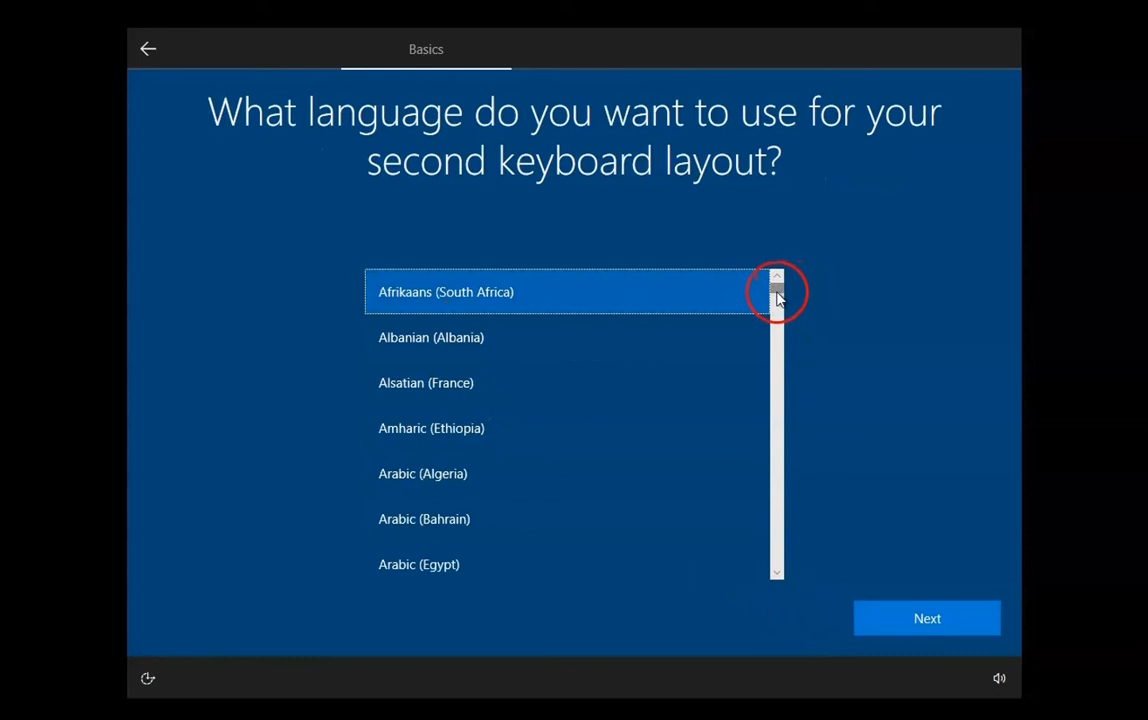 Basics
What language do you want to use for your
second keyboard layout?
Afrikaans (South Africa)
Albanian (Albania)
Alsatian (France)
Amharic (Ethiopia)
Arabic (Algeria)
Arabic (Bahrain)
Arabic (Egypt)
Next